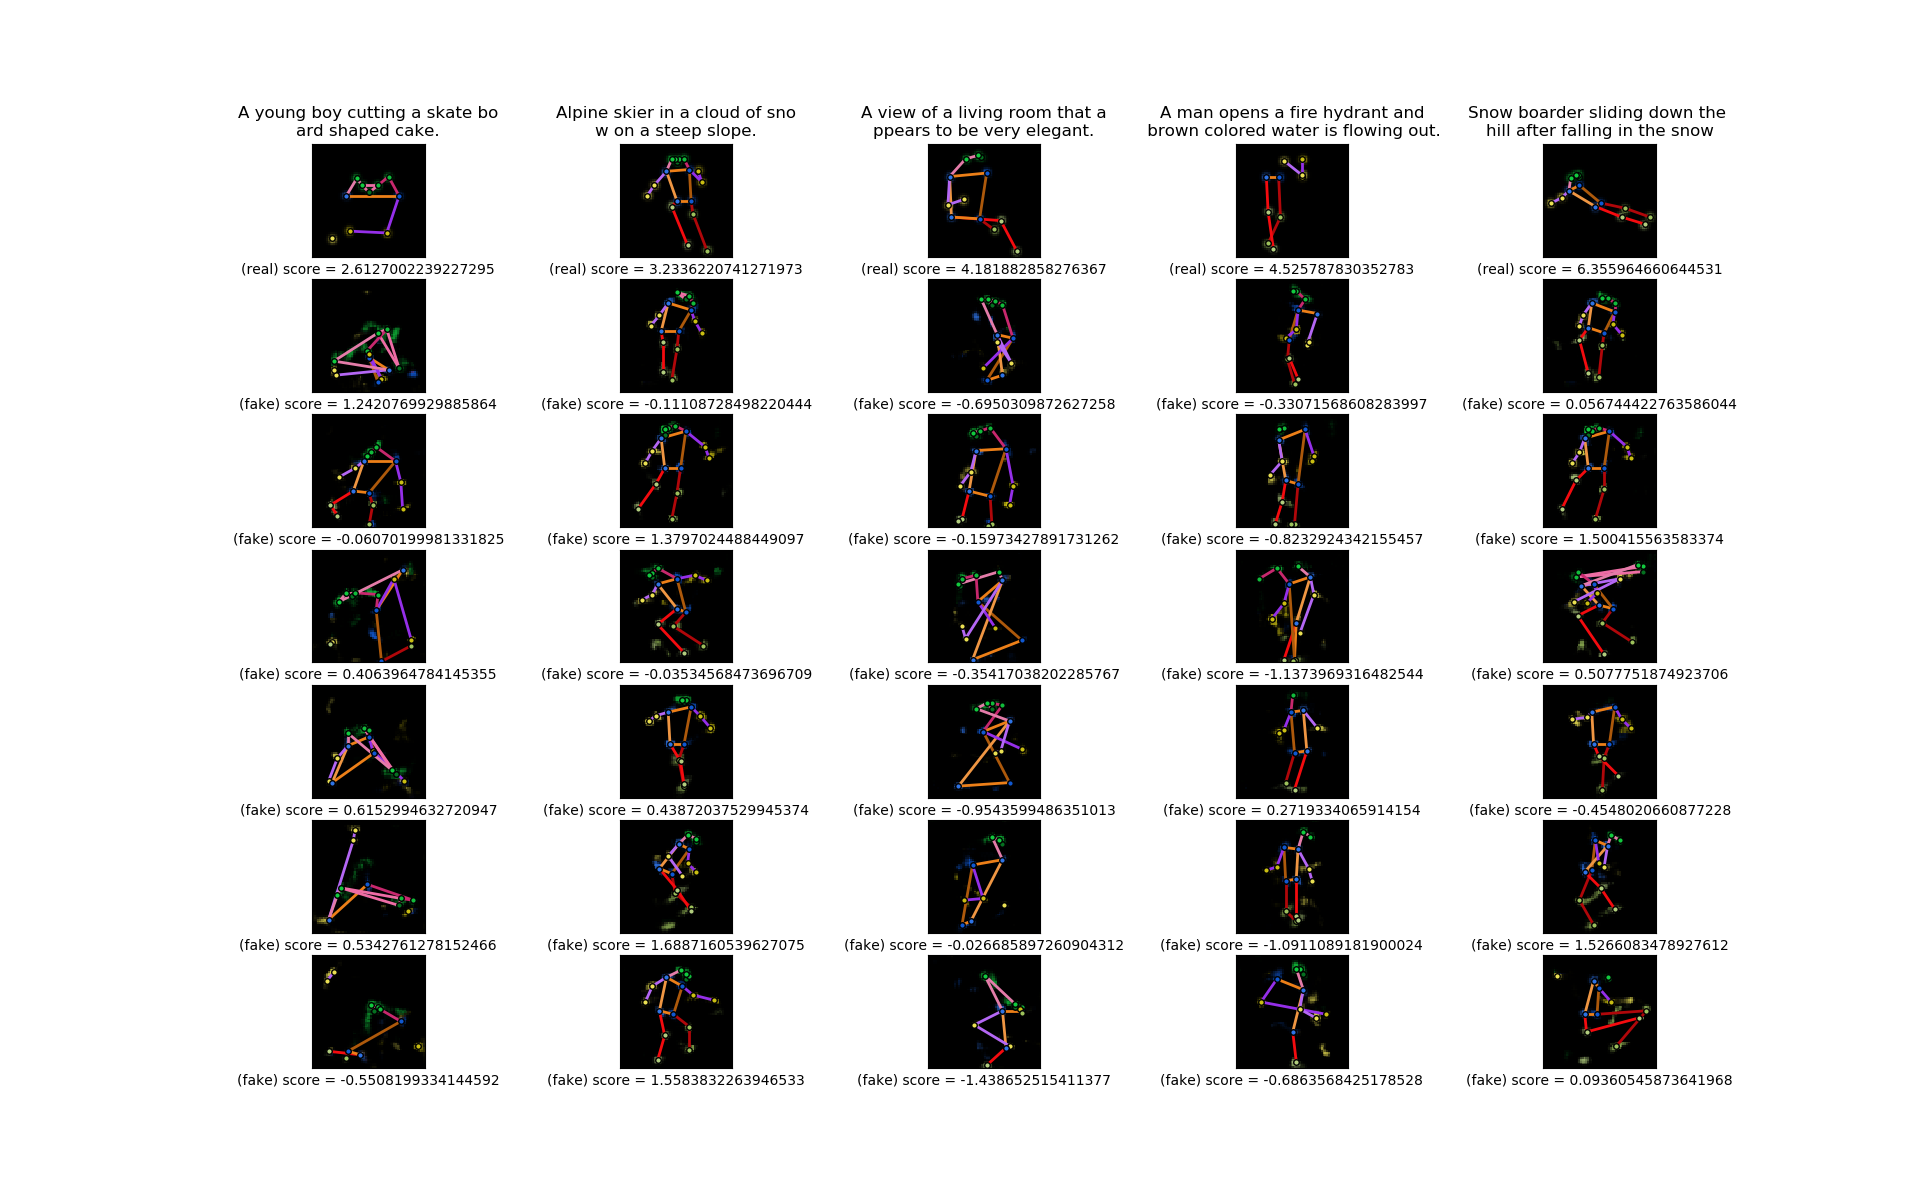 A young boy cutting a skate bo
ard shaped cake.
Alpine skier in a cloud of sno
w on a steep slope.
A view of a living room that a
ppears to be very elegant.
A man opens a fire hydrant and
brown colored water is flowing out.
Snow boarder sliding down the
hill after falling in the snow
(real) score = 2.6127002239227295
(real) score = 3.2336220741271973
(real) score = 4.181882858276367
(real) score = 4.525787830352783
(real) score = 6.355964660644531
(fake) score = 1.2420769929885864
(fake) score = -0.11108728498220444
(fake) score = -0.6950309872627258
(fake) score = -0.33071568608283997
(fake) score = 0.056744422763586044
(fake) score = -0.06070199981331825
(fake) score = 1.3797024488449097
(fake) score = -0.15973427891731262
(fake) score = -0.8232924342155457
(fake) score = 1.500415563583374
(fake) score = 0.4063964784145355
(fake) score = -0.03534568473696709
(fake) score = -0.35417038202285767
(fake) score = -1.1373969316482544
(fake) score = 0.5077751874923706
(fake) score = 0.6152994632720947
(fake) score = 0.43872037529945374
(fake) score = -0.9543599486351013
(fake) score = 0.2719334065914154
(fake) score = -0.4548020660877228
(fake) score = 0.5342761278152466
(fake) score = 1.6887160539627075
(fake) score = -0.026685897260904312
(fake) score = -1.0911089181900024
(fake) score = 1.5266083478927612
(fake) score = -0.5508199334144592
(fake) score = 1.5583832263946533
(fake) score = -1.438652515411377
(fake) score = -0.6863568425178528
(fake) score = 0.09360545873641968